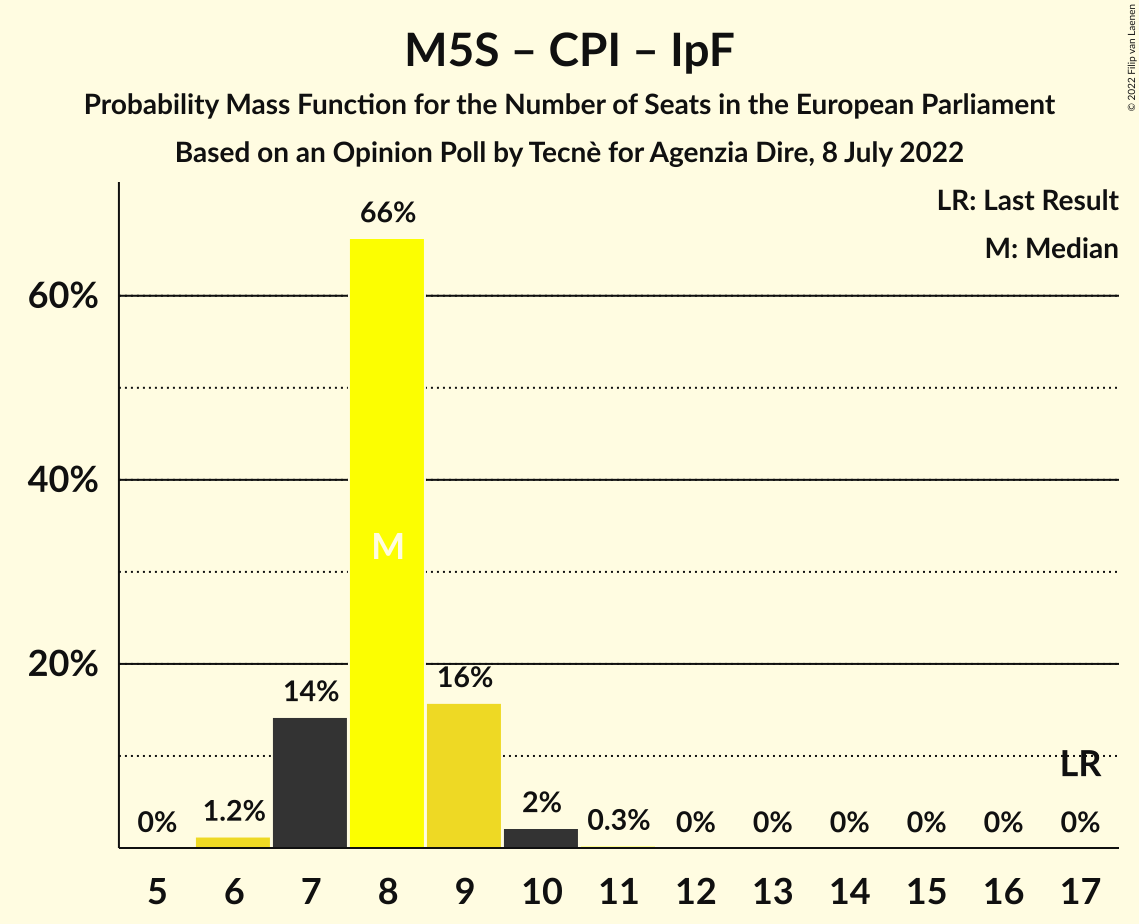 M5S – CPI – IpF
Probability Mass Function for the Number of Seats in the European Parliament
Based on an Opinion Poll by Tecnè for Agenzia Dire, 8 July 2022
© 2022 Filip van Laenen
LR: Last Result
M: Median
60%
40%
20%
66%
M
16%
14%
LR
0% 1.2% 2% 0.3% 0% 0% 0% 0% 0% 0%
5 6 7 8 9 10 11 12 13 14 15 16 17